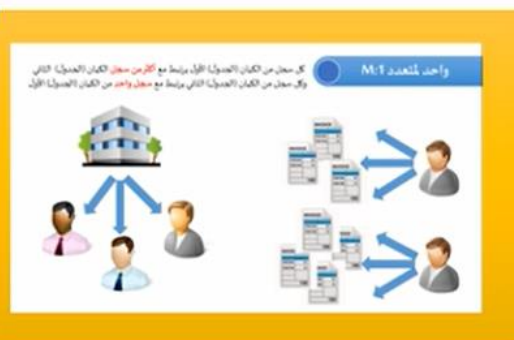 واحد لمتعدد M:1
كل سجل من الكيان (الجدول) الأول يرتبط مع أكثر من سجل الكيان (الجدول) الثاني
وكل سجل من الكيان (الجدول) الثاني يرتبط مع سجل واحد من الكيان (الجدول) الأول